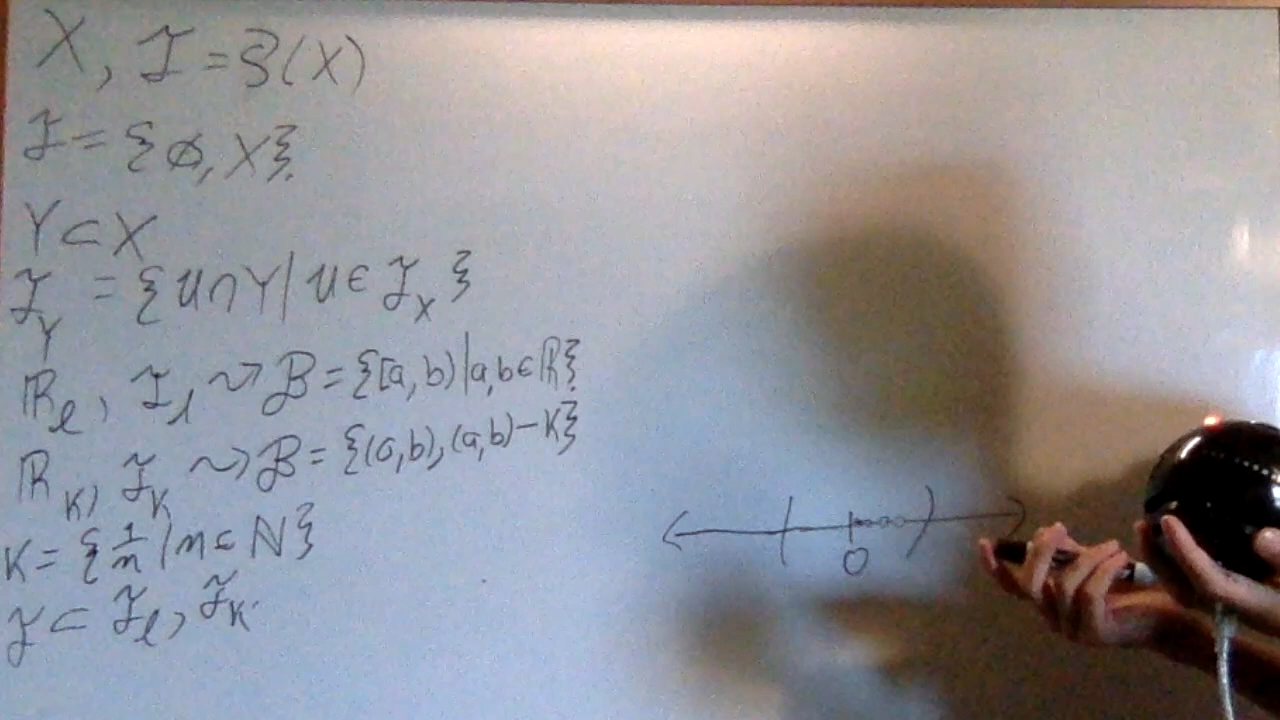 X, 𝒯 = 𝒫(X)
𝒯 = {∅, X}.
Y ⊂ X
𝒯_Y = {U ∩ Y | U ∈ 𝒯_X}
ℝ_ℓ, 𝒯_ℓ ⇝ ℬ = {[a, b) | a, b ∈ ℝ}
ℝ_K, 𝒯_K ⇝ ℬ = {(a, b), (a, b) − K}
K = {1/n | n ∈ ℕ}
𝒯 ⊂ 𝒯_ℓ, 𝒯_K.
0